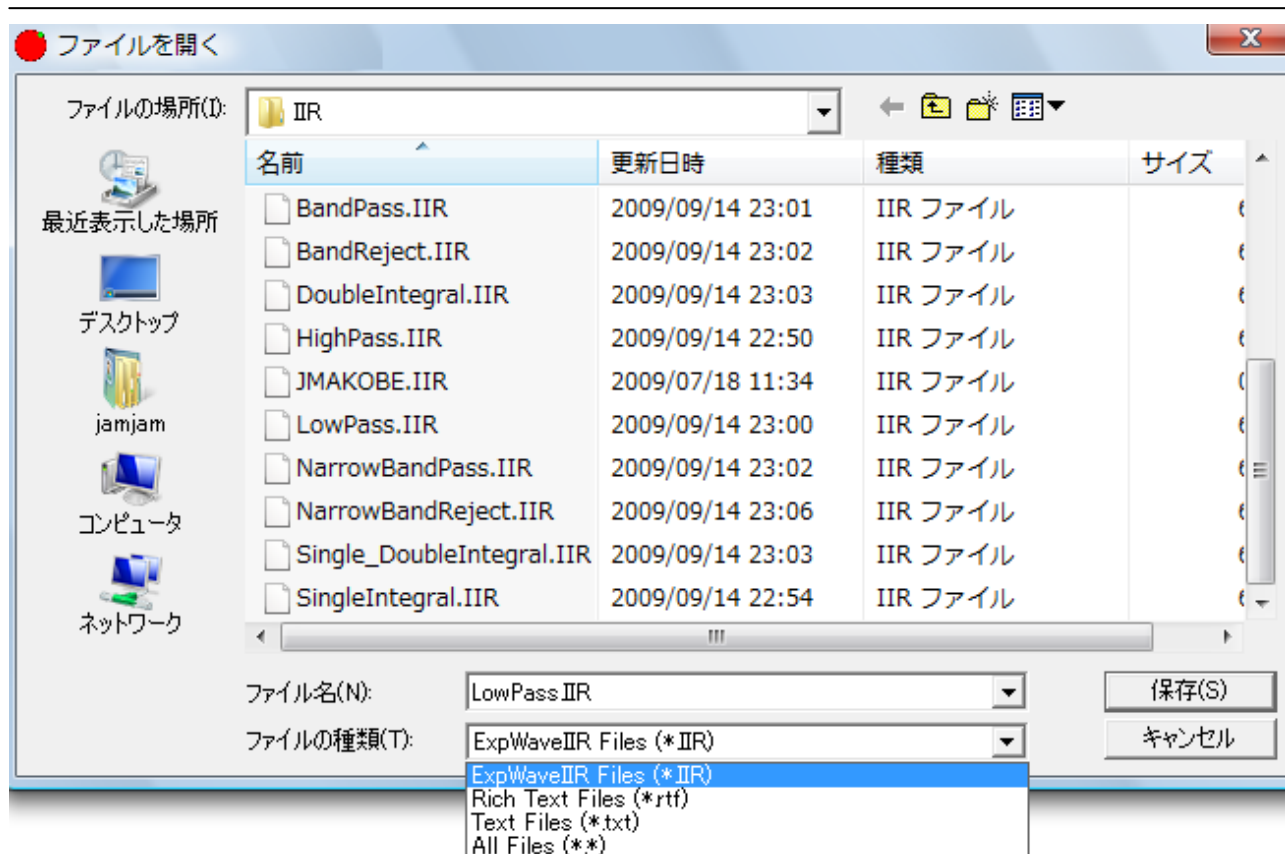 ファイルを開く
ファイルの場所(I):
IIR
名前 更新日時 種類 サイズ
BandPass.IIR 2009/09/14 23:01 IIR ファイル
BandReject.IIR 2009/09/14 23:02 IIR ファイル
DoubleIntegral.IIR 2009/09/14 23:03 IIR ファイル
HighPass.IIR 2009/09/14 22:50 IIR ファイル
JMAKOBE.IIR 2009/07/18 11:34 IIR ファイル
LowPass.IIR 2009/09/14 23:00 IIR ファイル
NarrowBandPass.IIR 2009/09/14 23:02 IIR ファイル
NarrowBandReject.IIR 2009/09/14 23:06 IIR ファイル
Single_DoubleIntegral.IIR 2009/09/14 23:03 IIR ファイル
SingleIntegral.IIR 2009/09/14 22:54 IIR ファイル
最近表示した場所
デスクトップ
jamjam
コンピュータ
ネットワーク
ファイル名(N): LowPass.IIR 保存(S)
ファイルの種類(T): ExpWaveIIR Files (*.IIR) キャンセル
ExpWaveIIR Files (*.IIR)
Rich Text Files (*.rtf)
Text Files (*.txt)
All Files (*.*)